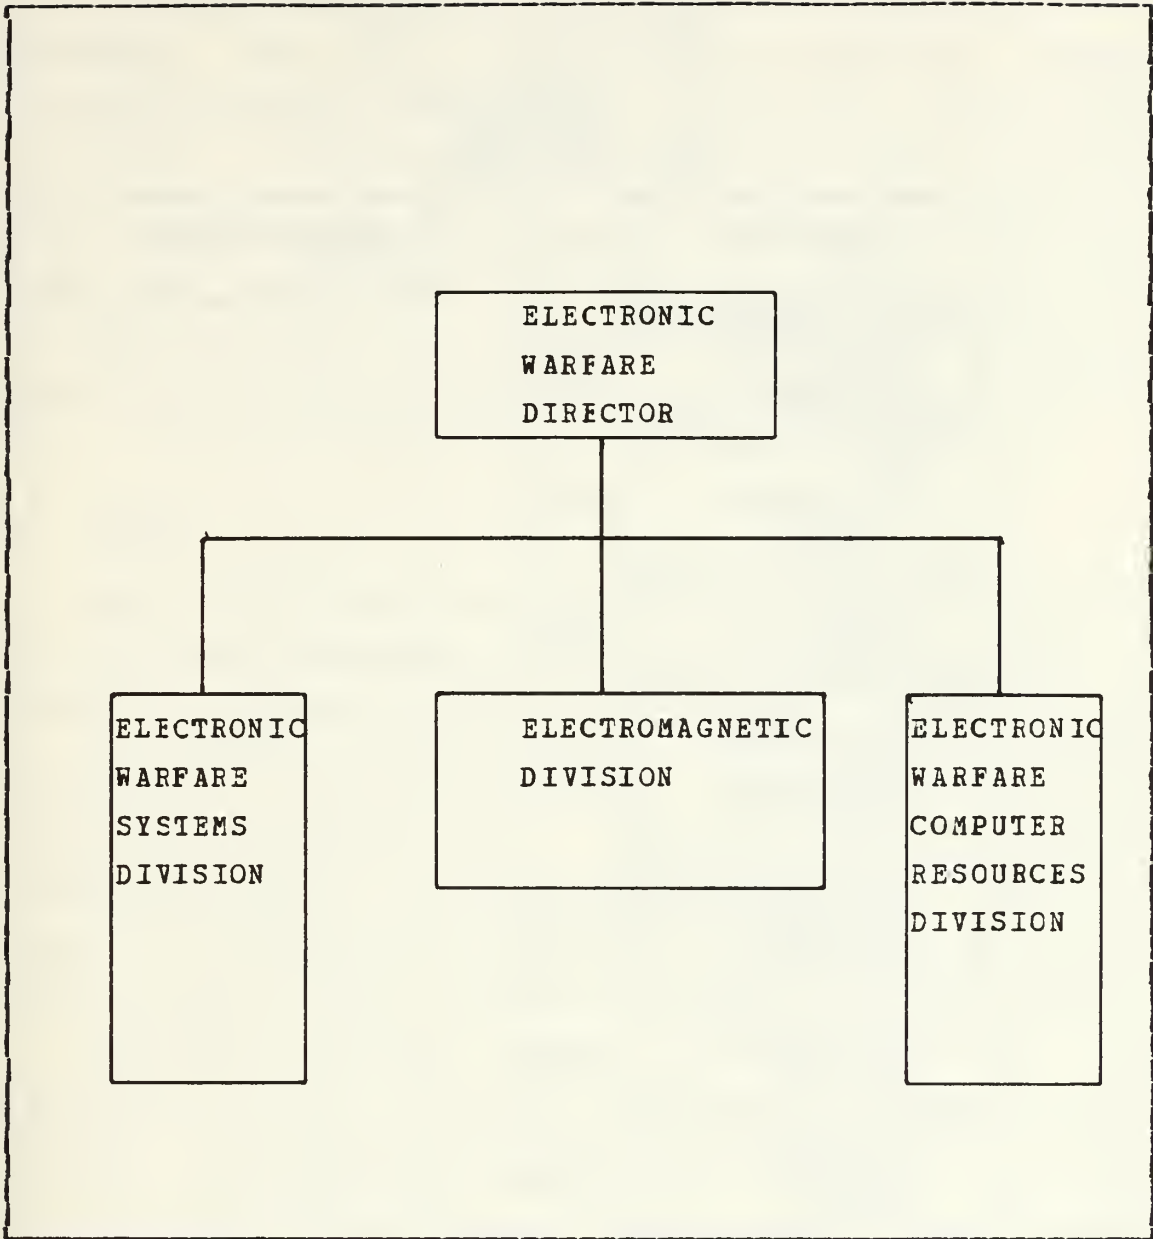 ELECTRONIC
WARFARE
DIRECTOR
ELECTRONIC
WARFARE
SYSTEMS
DIVISION
ELECTROMAGNETIC
DIVISION
ELECTRONIC
WARFARE
COMPUTER
RESOURCES
DIVISION